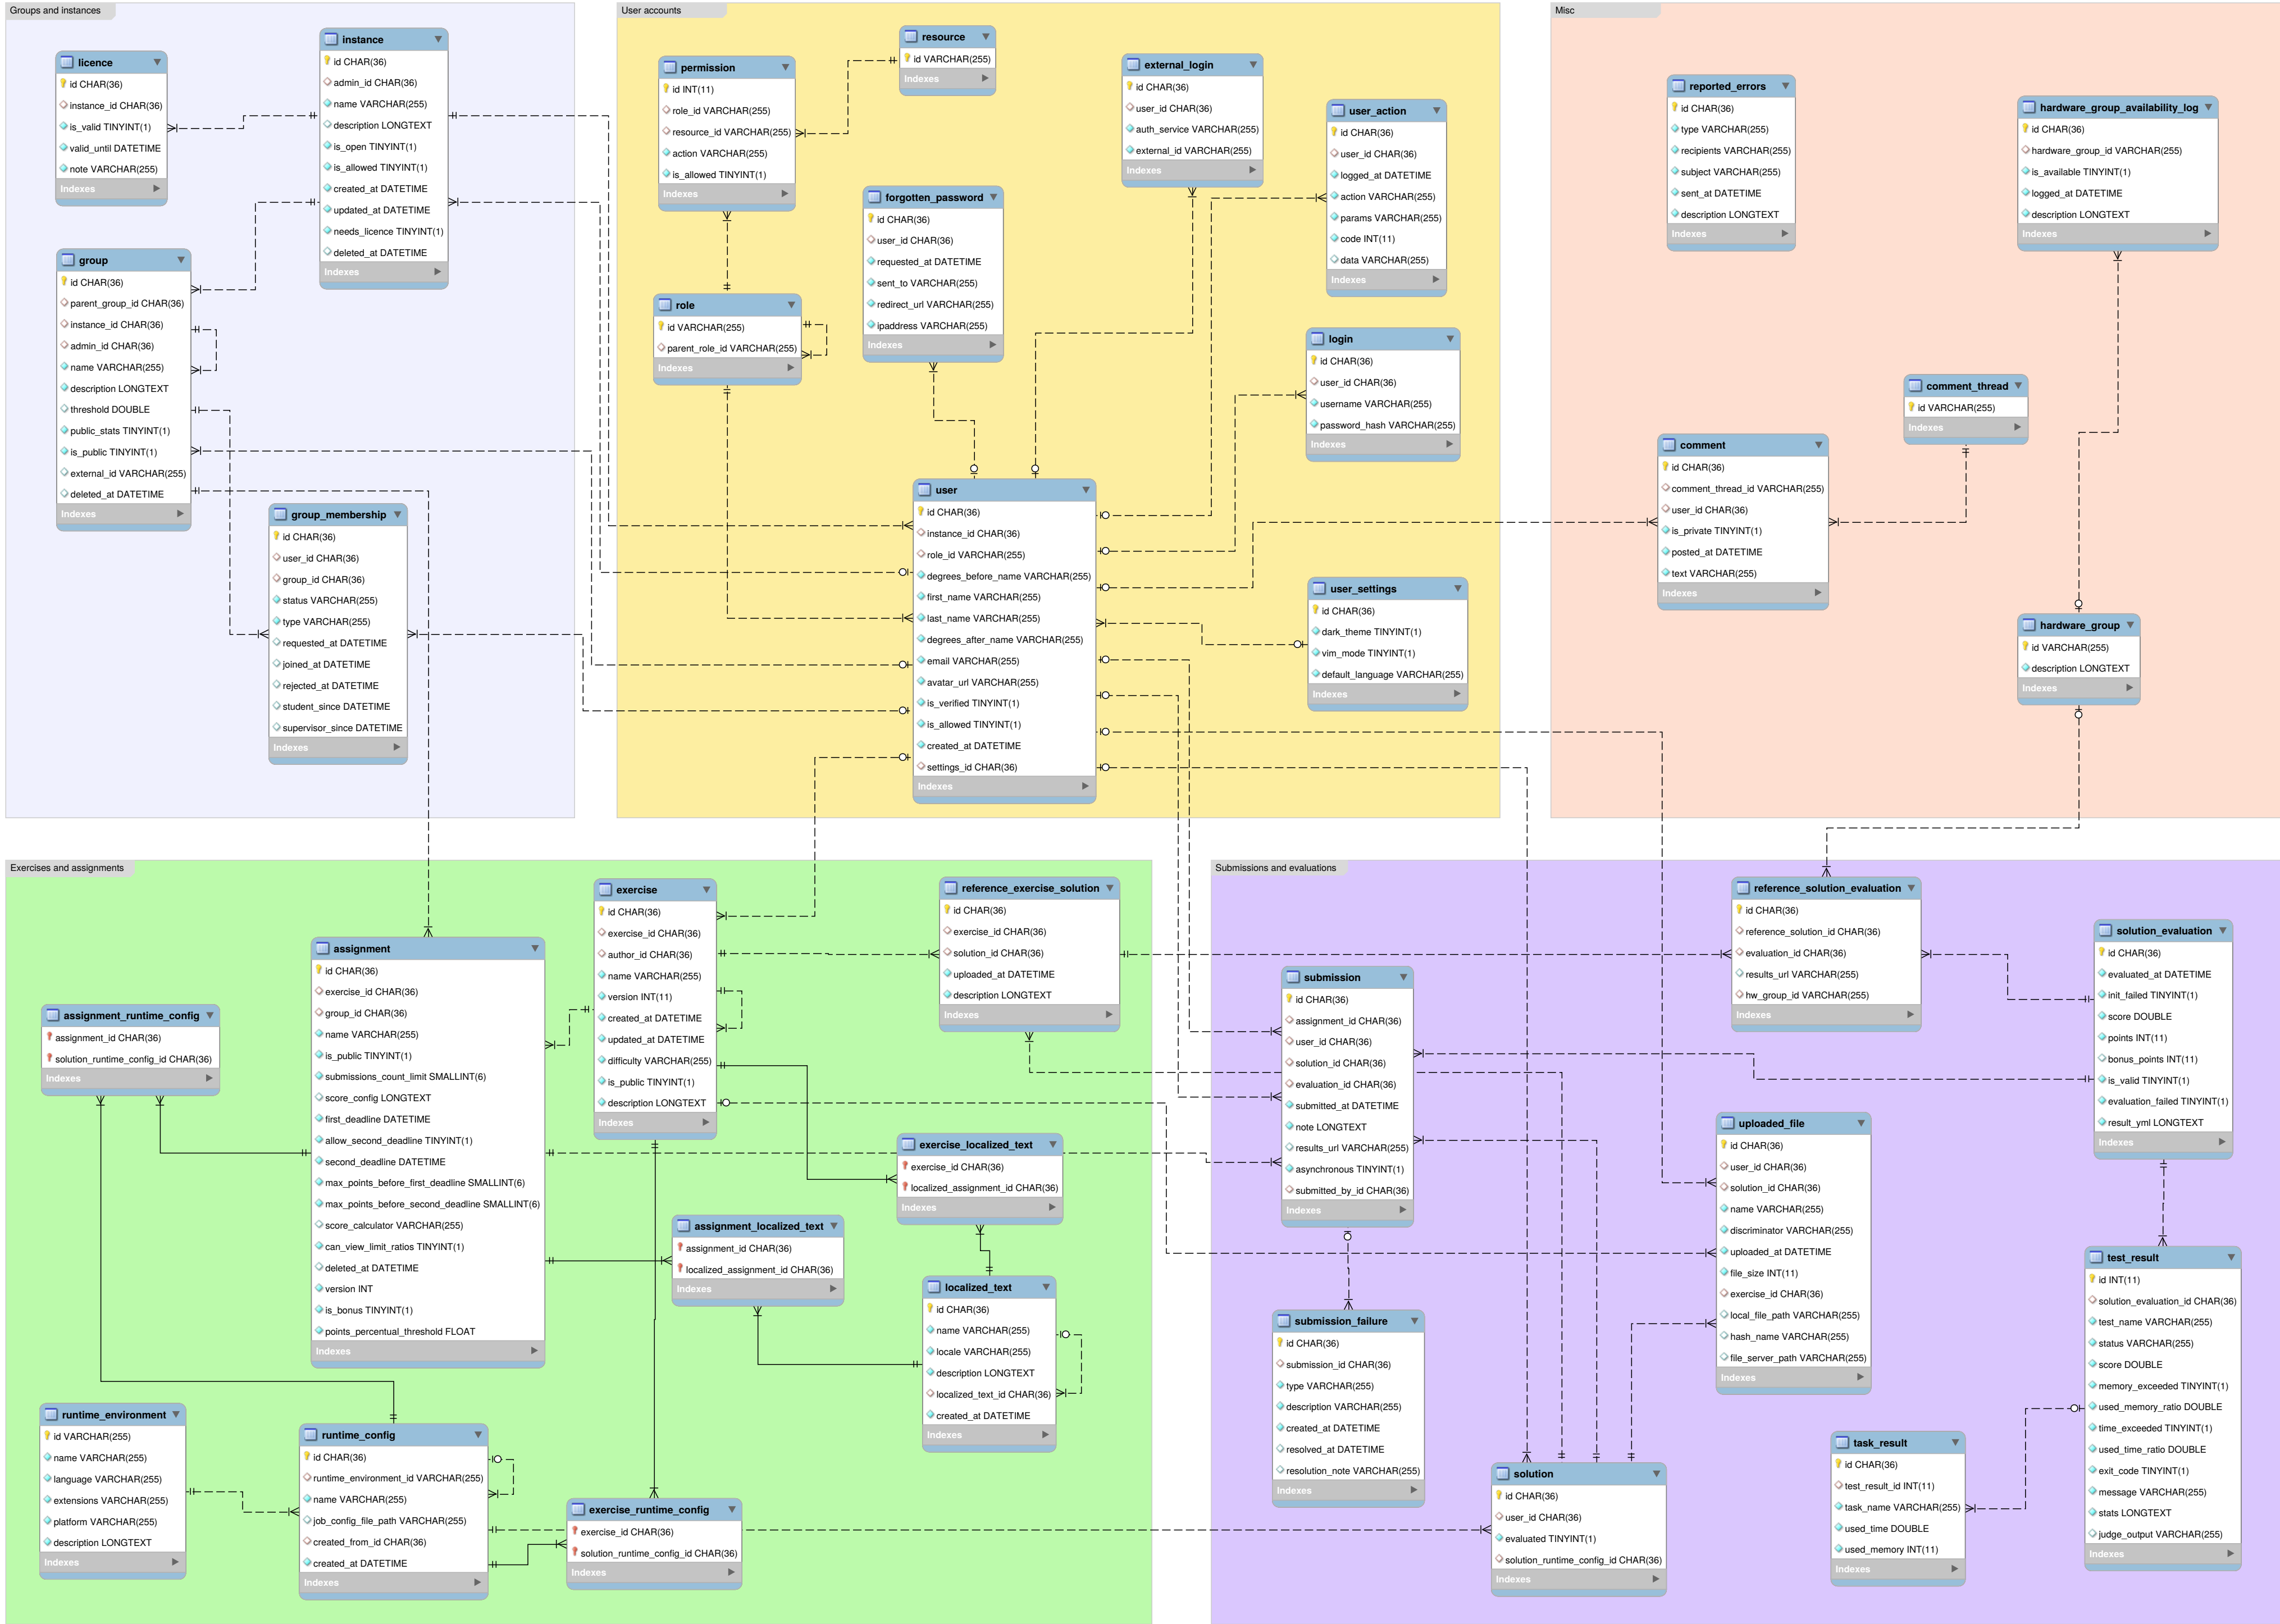 Groups and instances
licence
id CHAR(36)
instance_id CHAR(36)
is_valid TINYINT(1)
valid_until DATETIME
note VARCHAR(255)
Indexes
instance
id CHAR(36)
admin_id CHAR(36)
name VARCHAR(255)
description LONGTEXT
is_open TINYINT(1)
is_allowed TINYINT(1)
created_at DATETIME
updated_at DATETIME
needs_licence TINYINT(1)
deleted_at DATETIME
Indexes
group
id CHAR(36)
parent_group_id CHAR(36)
instance_id CHAR(36)
admin_id CHAR(36)
name VARCHAR(255)
description LONGTEXT
threshold DOUBLE
public_stats TINYINT(1)
is_public TINYINT(1)
external_id VARCHAR(255)
deleted_at DATETIME
Indexes
group_membership
id CHAR(36)
user_id CHAR(36)
group_id CHAR(36)
status VARCHAR(255)
type VARCHAR(255)
requested_at DATETIME
joined_at DATETIME
rejected_at DATETIME
student_since DATETIME
supervisor_since DATETIME
Indexes
User accounts
permission
id INT(11)
role_id VARCHAR(255)
resource_id VARCHAR(255)
action VARCHAR(255)
is_allowed TINYINT(1)
Indexes
resource
id VARCHAR(255)
Indexes
external_login
id CHAR(36)
user_id CHAR(36)
auth_service VARCHAR(255)
external_id VARCHAR(255)
Indexes
user_action
id CHAR(36)
user_id CHAR(36)
logged_at DATETIME
action VARCHAR(255)
params VARCHAR(255)
code INT(11)
data VARCHAR(255)
Indexes
forgotten_password
id CHAR(36)
user_id CHAR(36)
requested_at DATETIME
sent_to VARCHAR(255)
redirect_url VARCHAR(255)
ipaddress VARCHAR(255)
Indexes
role
id VARCHAR(255)
parent_role_id VARCHAR(255)
Indexes
login
id CHAR(36)
user_id CHAR(36)
username VARCHAR(255)
password_hash VARCHAR(255)
Indexes
user
id CHAR(36)
instance_id CHAR(36)
role_id VARCHAR(255)
degrees_before_name VARCHAR(255)
first_name VARCHAR(255)
last_name VARCHAR(255)
degrees_after_name VARCHAR(255)
email VARCHAR(255)
avatar_url VARCHAR(255)
is_verified TINYINT(1)
is_allowed TINYINT(1)
created_at DATETIME
settings_id CHAR(36)
Indexes
user_settings
id CHAR(36)
dark_theme TINYINT(1)
vim_mode TINYINT(1)
default_language VARCHAR(255)
Indexes
Misc
reported_errors
id CHAR(36)
type VARCHAR(255)
recipients VARCHAR(255)
subject VARCHAR(255)
sent_at DATETIME
description LONGTEXT
Indexes
hardware_group_availability_log
id CHAR(36)
hardware_group_id VARCHAR(255)
is_available TINYINT(1)
logged_at DATETIME
description LONGTEXT
Indexes
comment_thread
id VARCHAR(255)
Indexes
comment
id CHAR(36)
comment_thread_id VARCHAR(255)
user_id CHAR(36)
is_private TINYINT(1)
posted_at DATETIME
text VARCHAR(255)
Indexes
hardware_group
id VARCHAR(255)
description LONGTEXT
Indexes
Exercises and assignments
exercise
id CHAR(36)
exercise_id CHAR(36)
author_id CHAR(36)
name VARCHAR(255)
version INT(11)
created_at DATETIME
updated_at DATETIME
difficulty VARCHAR(255)
is_public TINYINT(1)
description LONGTEXT
Indexes
reference_exercise_solution
id CHAR(36)
exercise_id CHAR(36)
solution_id CHAR(36)
uploaded_at DATETIME
description LONGTEXT
Indexes
assignment
id CHAR(36)
exercise_id CHAR(36)
group_id CHAR(36)
name VARCHAR(255)
is_public TINYINT(1)
submissions_count_limit SMALLINT(6)
score_config LONGTEXT
first_deadline DATETIME
allow_second_deadline TINYINT(1)
second_deadline DATETIME
max_points_before_first_deadline SMALLINT(6)
max_points_before_second_deadline SMALLINT(6)
score_calculator VARCHAR(255)
can_view_limit_ratios TINYINT(1)
deleted_at DATETIME
version INT
is_bonus TINYINT(1)
points_percentual_threshold FLOAT
Indexes
assignment_runtime_config
assignment_id CHAR(36)
solution_runtime_config_id CHAR(36)
Indexes
exercise_localized_text
exercise_id CHAR(36)
localized_assignment_id CHAR(36)
Indexes
assignment_localized_text
assignment_id CHAR(36)
localized_assignment_id CHAR(36)
Indexes
localized_text
id CHAR(36)
name VARCHAR(255)
locale VARCHAR(255)
description LONGTEXT
localized_text_id CHAR(36)
created_at DATETIME
Indexes
runtime_environment
id VARCHAR(255)
name VARCHAR(255)
language VARCHAR(255)
extensions VARCHAR(255)
platform VARCHAR(255)
description LONGTEXT
Indexes
runtime_config
id CHAR(36)
runtime_environment_id VARCHAR(255)
name VARCHAR(255)
job_config_file_path VARCHAR(255)
created_from_id CHAR(36)
created_at DATETIME
Indexes
exercise_runtime_config
exercise_id CHAR(36)
solution_runtime_config_id CHAR(36)
Indexes
Submissions and evaluations
reference_solution_evaluation
id CHAR(36)
reference_solution_id CHAR(36)
evaluation_id CHAR(36)
results_url VARCHAR(255)
hw_group_id VARCHAR(255)
Indexes
solution_evaluation
id CHAR(36)
evaluated_at DATETIME
init_failed TINYINT(1)
score DOUBLE
points INT(11)
bonus_points INT(11)
is_valid TINYINT(1)
evaluation_failed TINYINT(1)
result_yml LONGTEXT
Indexes
submission
id CHAR(36)
assignment_id CHAR(36)
user_id CHAR(36)
solution_id CHAR(36)
evaluation_id CHAR(36)
submitted_at DATETIME
note LONGTEXT
results_url VARCHAR(255)
asynchronous TINYINT(1)
submitted_by_id CHAR(36)
Indexes
uploaded_file
id CHAR(36)
user_id CHAR(36)
solution_id CHAR(36)
name VARCHAR(255)
discriminator VARCHAR(255)
uploaded_at DATETIME
file_size INT(11)
exercise_id CHAR(36)
local_file_path VARCHAR(255)
hash_name VARCHAR(255)
file_server_path VARCHAR(255)
Indexes
test_result
id INT(11)
solution_evaluation_id CHAR(36)
test_name VARCHAR(255)
status VARCHAR(255)
score DOUBLE
memory_exceeded TINYINT(1)
used_memory_ratio DOUBLE
time_exceeded TINYINT(1)
used_time_ratio DOUBLE
exit_code TINYINT(1)
message VARCHAR(255)
stats LONGTEXT
judge_output VARCHAR(255)
Indexes
submission_failure
id CHAR(36)
submission_id CHAR(36)
type VARCHAR(255)
description VARCHAR(255)
created_at DATETIME
resolved_at DATETIME
resolution_note VARCHAR(255)
Indexes
solution
id CHAR(36)
user_id CHAR(36)
evaluated TINYINT(1)
solution_runtime_config_id CHAR(36)
Indexes
task_result
id CHAR(36)
test_result_id INT(11)
task_name VARCHAR(255)
used_time DOUBLE
used_memory INT(11)
Indexes